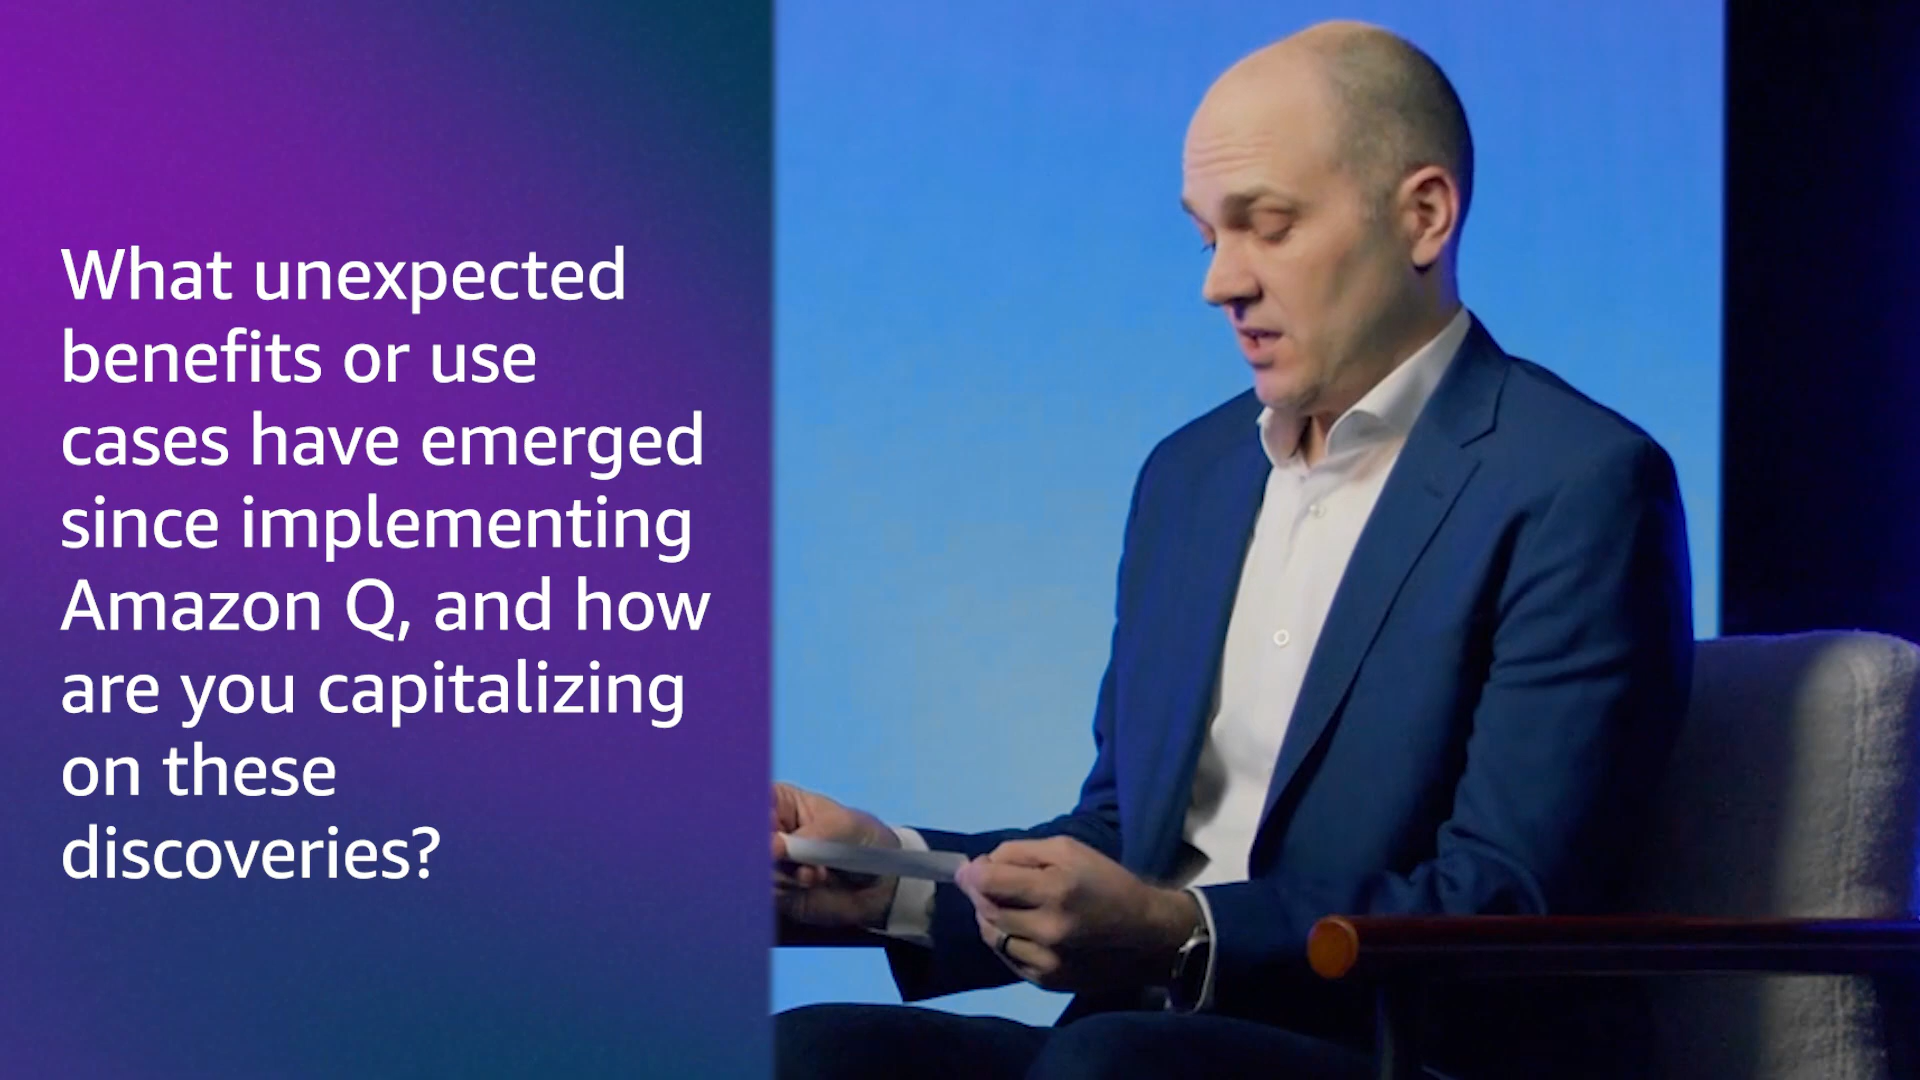 What unexpected
benefits or use
cases have emerged
since implementing
Amazon Q, and how
are you capitalizing
on these
discoveries?